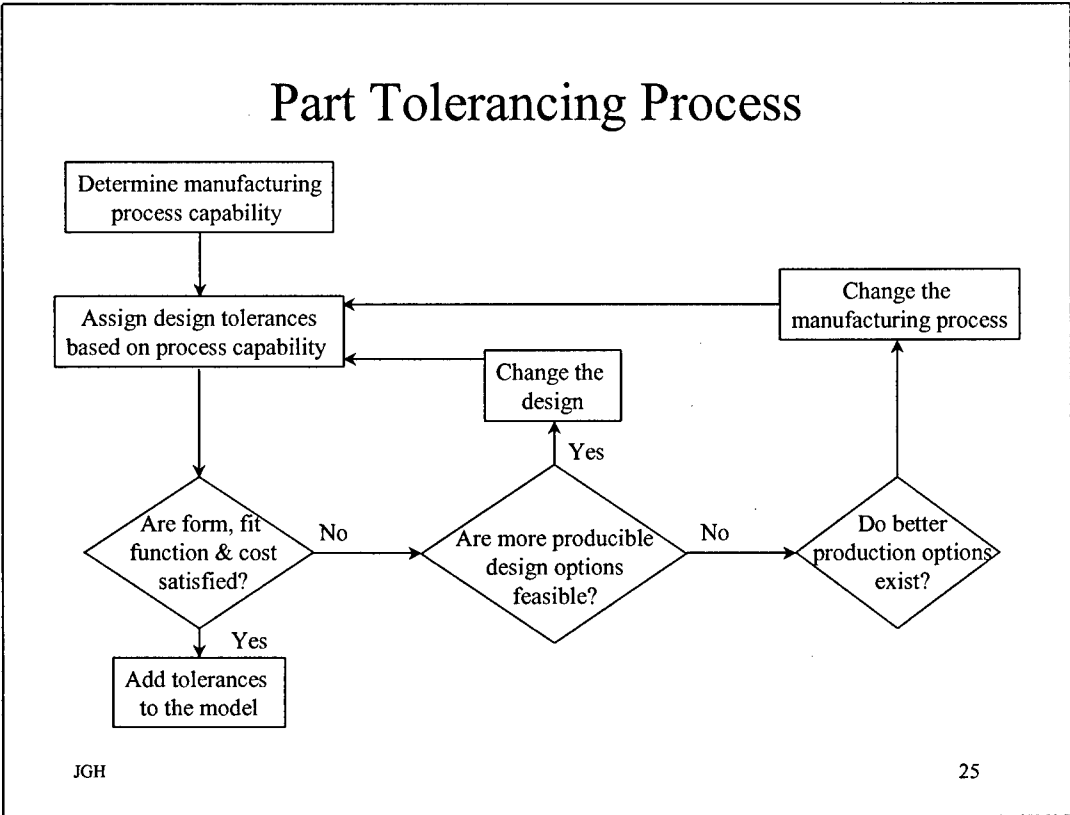 Part Tolerancing Process
Determine manufacturing
process capability
Assign design tolerances
based on process capability
Change the
manufacturing process
Change the
design
Yes
Are form, fit
function & cost
satisfied?
No
Are more producible
design options
feasible?
No
Do better
production options
exist?
Yes
Add tolerances
to the model
JGH
25